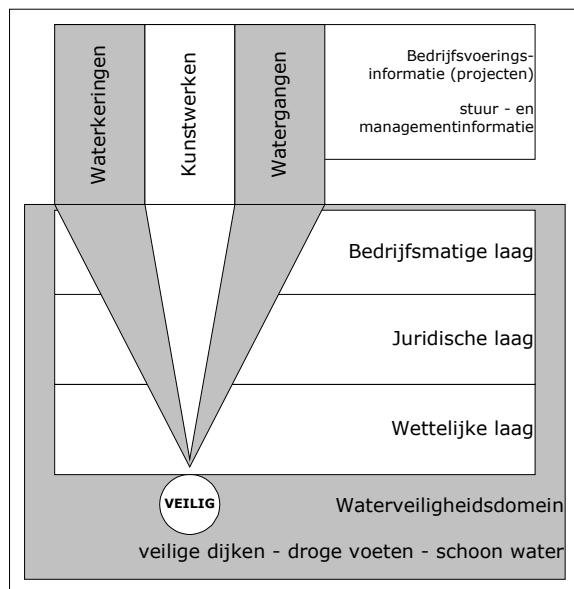 Waterkeringen
Kunstwerken
Watergangen
Bedrijfsvoerings-
informatie (projecten)
stuur - en
managementinformatie
Bedrijfsmatige laag
Juridische laag
Wettelijke laag
VEILIG
Waterveiligheidsdomein
veilige dijken - droge voeten - schoon water